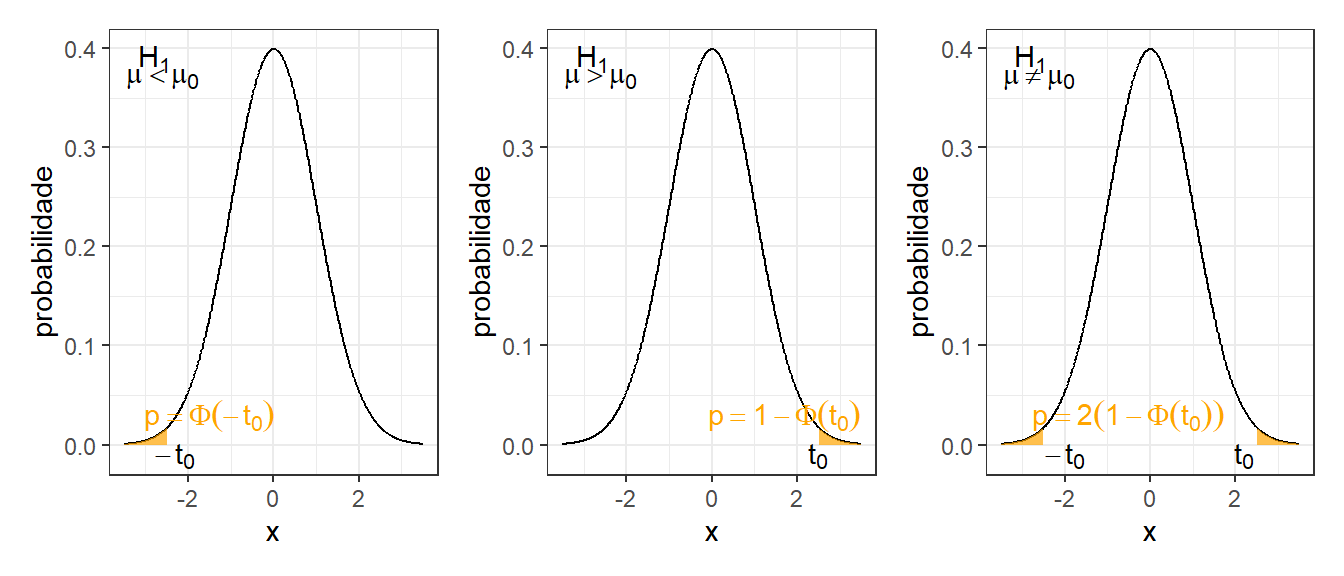 H₁
μ < μ₀
probabilidade
0.4
0.3
0.2
0.1
0.0
p = Φ(−t₀)
−t₀
-2 0 2
x
H₁
μ > μ₀
probabilidade
0.4
0.3
0.2
0.1
0.0
p = 1 − Φ(t₀)
t₀
-2 0 2
x
H₁
μ ≠ μ₀
probabilidade
0.4
0.3
0.2
0.1
0.0
p = 2(1 − Φ(t₀))
−t₀ t₀
-2 0 2
x